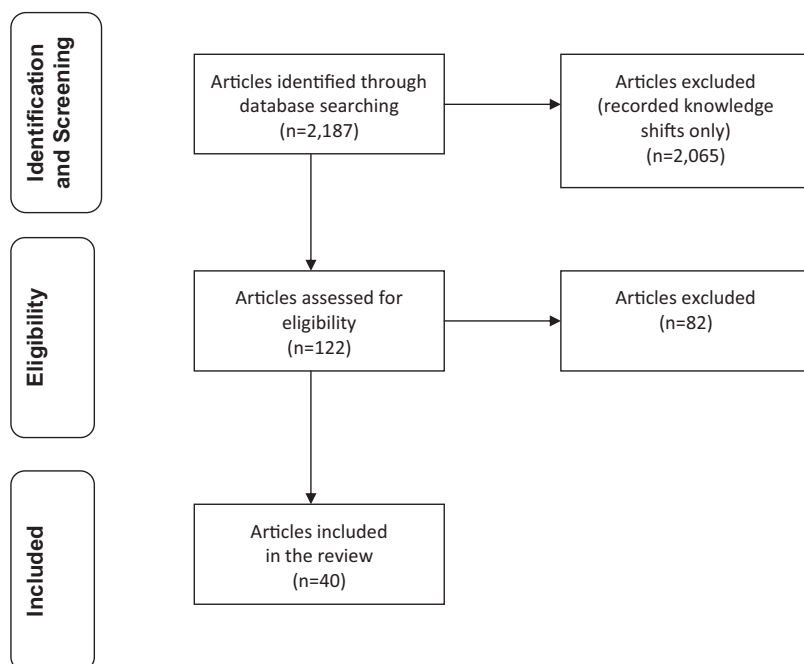 Identification
and Screening
Articles identified through
database searching
(n=2,187)
Articles excluded
(recorded knowledge
shifts only)
(n=2,065)
Eligibility
Articles assessed for
eligibility
(n=122)
Articles excluded
(n=82)
Included
Articles included
in the review
(n=40)